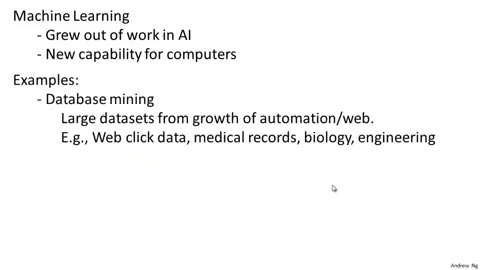 Machine Learning
- Grew out of work in AI
- New capability for computers
Examples:
- Database mining
Large datasets from growth of automation/web.
E.g., Web click data, medical records, biology, engineering
Andrew Ng